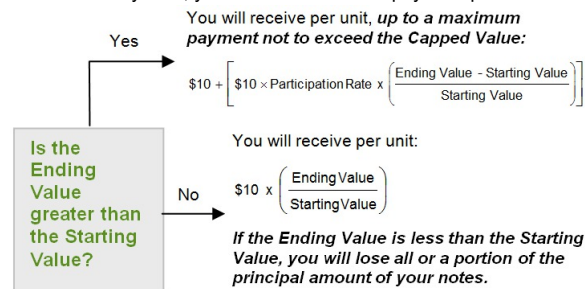 You will receive per unit, up to a maximum
payment not to exceed the Capped Value:
Yes
$10 + [$10 × Participation Rate x (Ending Value - Starting Value / Starting Value)]
Is the
Ending
Value
greater than
the Starting
Value?
No
You will receive per unit:
$10 x (Ending Value / Starting Value)
If the Ending Value is less than the Starting
Value, you will lose all or a portion of the
principal amount of your notes.